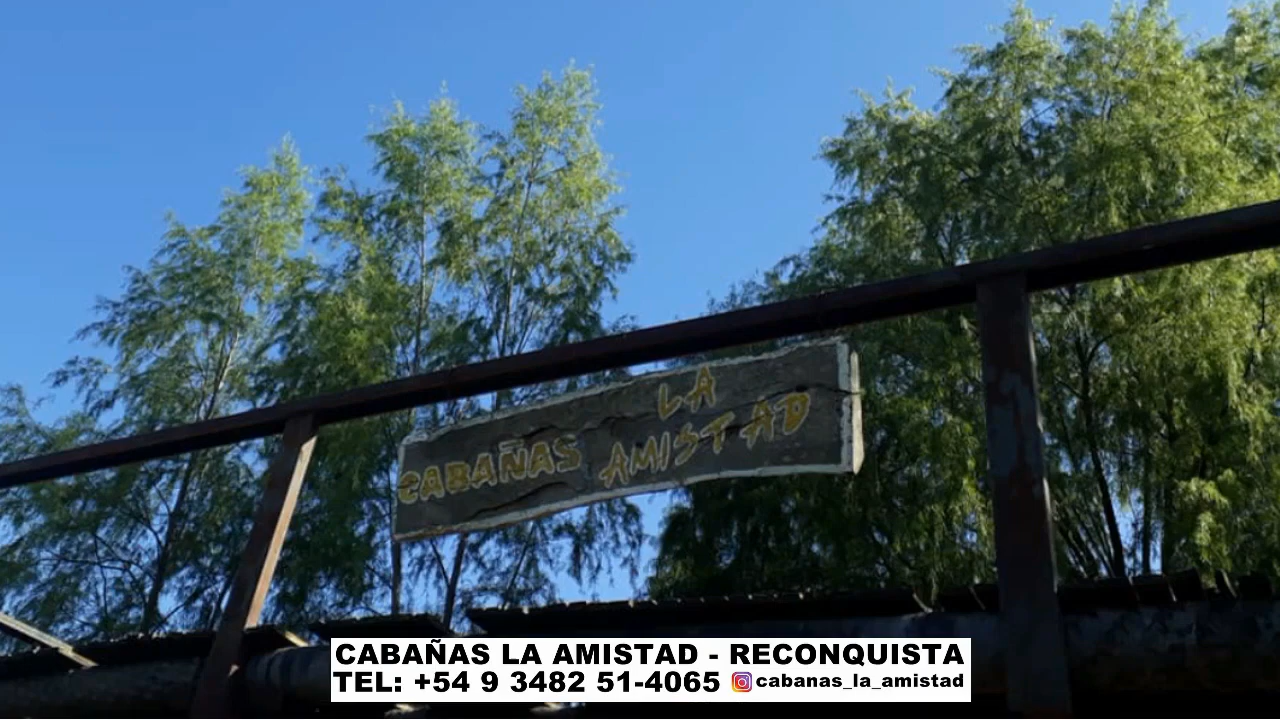 LA
CABAÑAS AMISTAD
CABAÑAS LA AMISTAD - RECONQUISTA
TEL: +54 9 3482 51-4065 cabanas_la_amistad